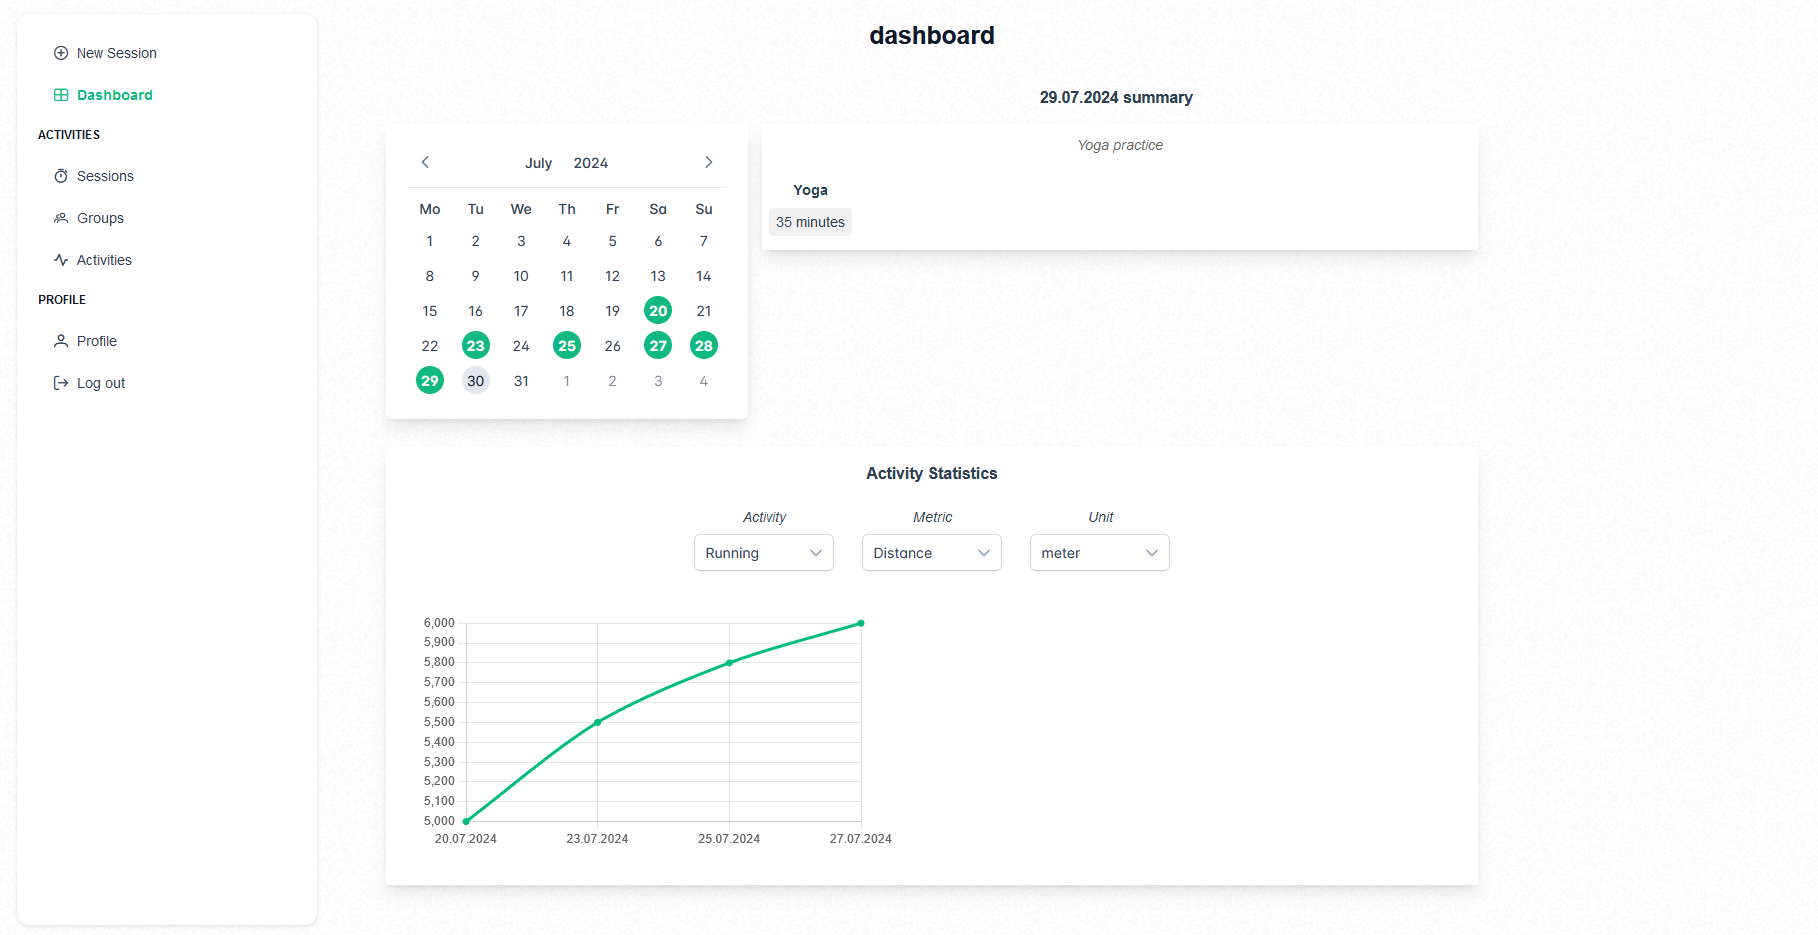 New Session
Dashboard
ACTIVITIES
Sessions
Groups
Activities
PROFILE
Profile
Log out
dashboard
29.07.2024 summary
July 2024
Mo Tu We Th Fr Sa Su
1 2 3 4 5 6 7
8 9 10 11 12 13 14
15 16 17 18 19 20 21
22 23 24 25 26 27 28
29 30 31 1 2 3 4
Yoga practice
Yoga
35 minutes
Activity Statistics
Activity Metric Unit
Running Distance meter
6,000
5,900
5,800
5,700
5,600
5,500
5,400
5,300
5,200
5,100
5,000
20.07.2024 23.07.2024 25.07.2024 27.07.2024